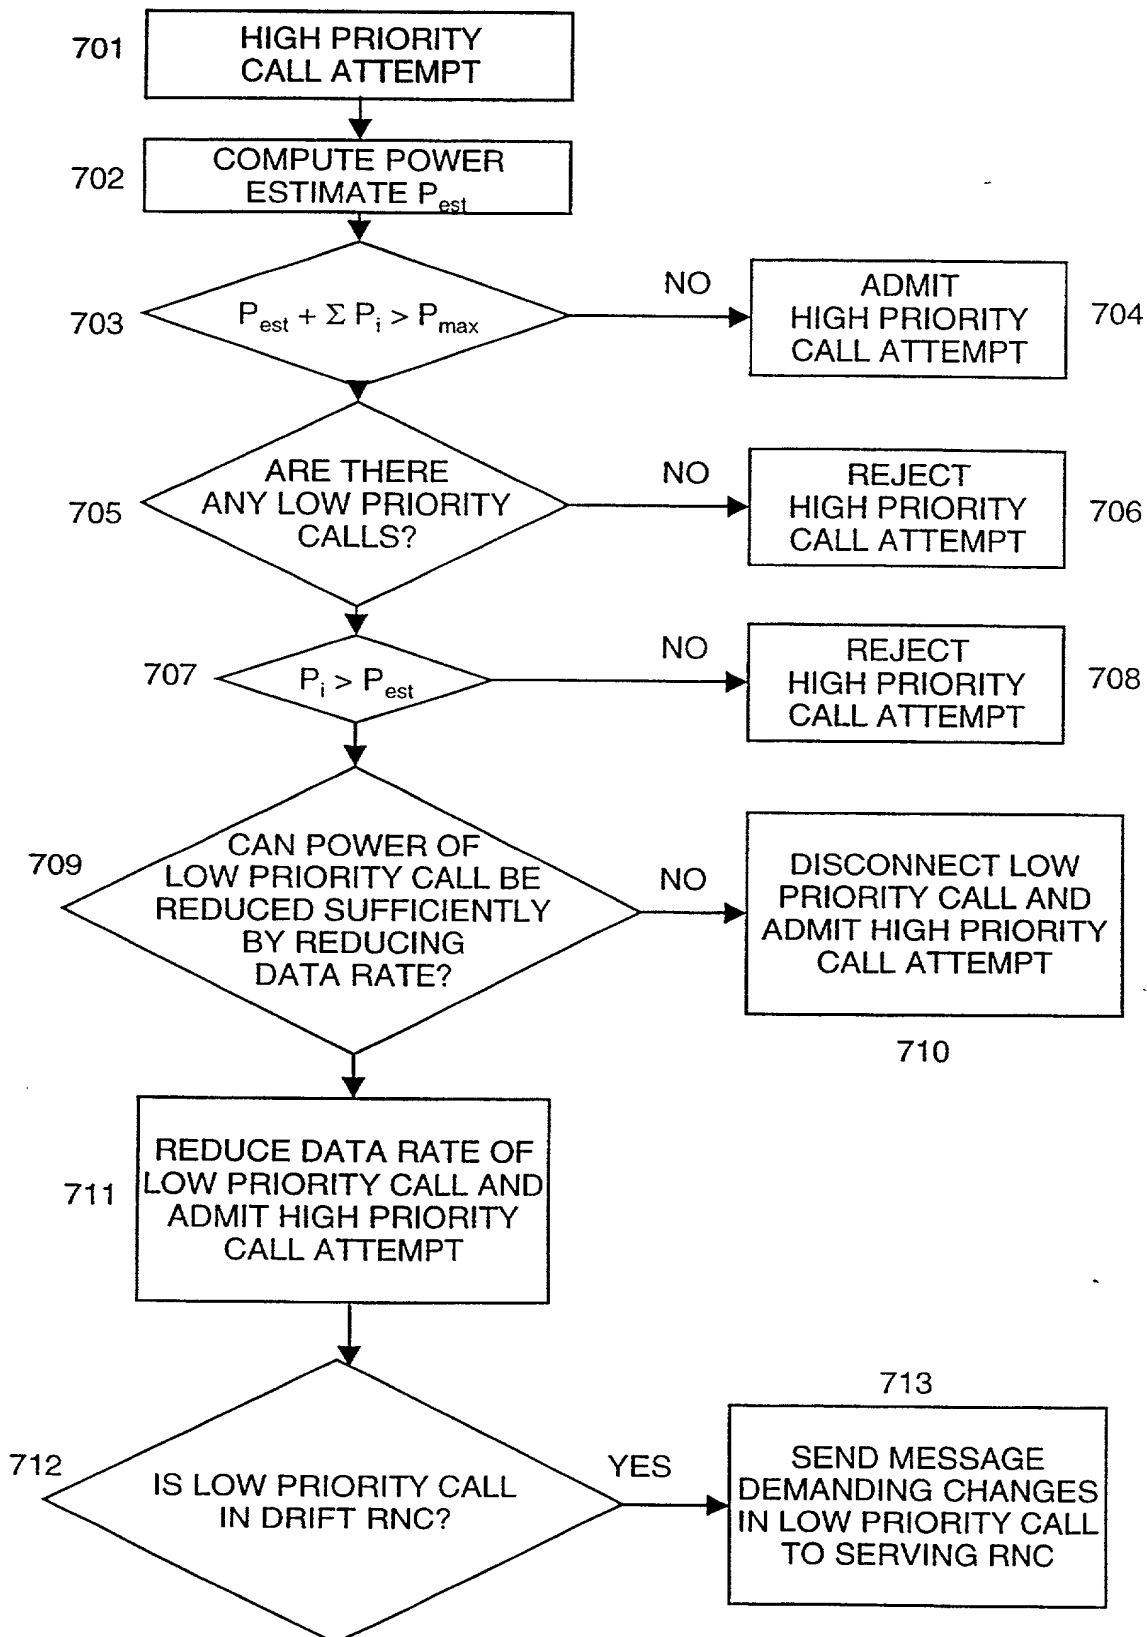 701
HIGH PRIORITY
CALL ATTEMPT
702
COMPUTE POWER
ESTIMATE Pest
703
Pest + Σ Pi > Pmax
NO
ADMIT
HIGH PRIORITY
CALL ATTEMPT
704
705
ARE THERE
ANY LOW PRIORITY
CALLS?
NO
REJECT
HIGH PRIORITY
CALL ATTEMPT
706
707
Pi > Pest
NO
REJECT
HIGH PRIORITY
CALL ATTEMPT
708
709
CAN POWER OF
LOW PRIORITY CALL BE
REDUCED SUFFICIENTLY
BY REDUCING
DATA RATE?
NO
DISCONNECT LOW
PRIORITY CALL AND
ADMIT HIGH PRIORITY
CALL ATTEMPT
710
711
REDUCE DATA RATE OF
LOW PRIORITY CALL AND
ADMIT HIGH PRIORITY
CALL ATTEMPT
712
IS LOW PRIORITY CALL
IN DRIFT RNC?
YES
713
SEND MESSAGE
DEMANDING CHANGES
IN LOW PRIORITY CALL
TO SERVING RNC